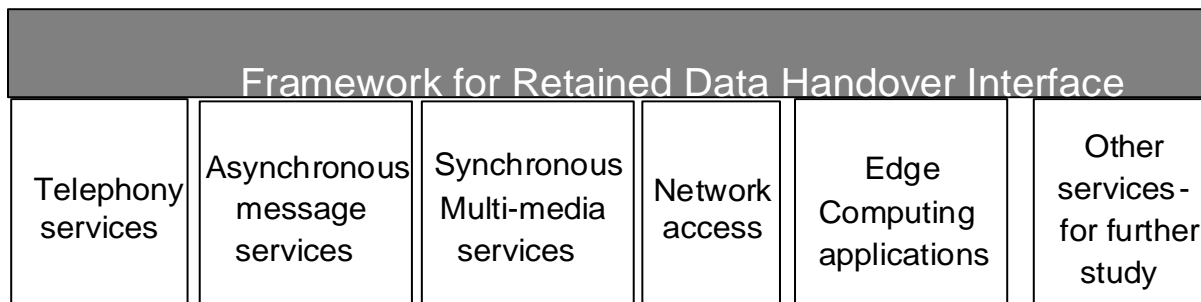 Framework for Retained Data Handover Interface
Telephony
services
Asynchronous
message
services
Synchronous
Multi-media
services
Network
access
Edge
Computing
applications
Other
services-
for further
study